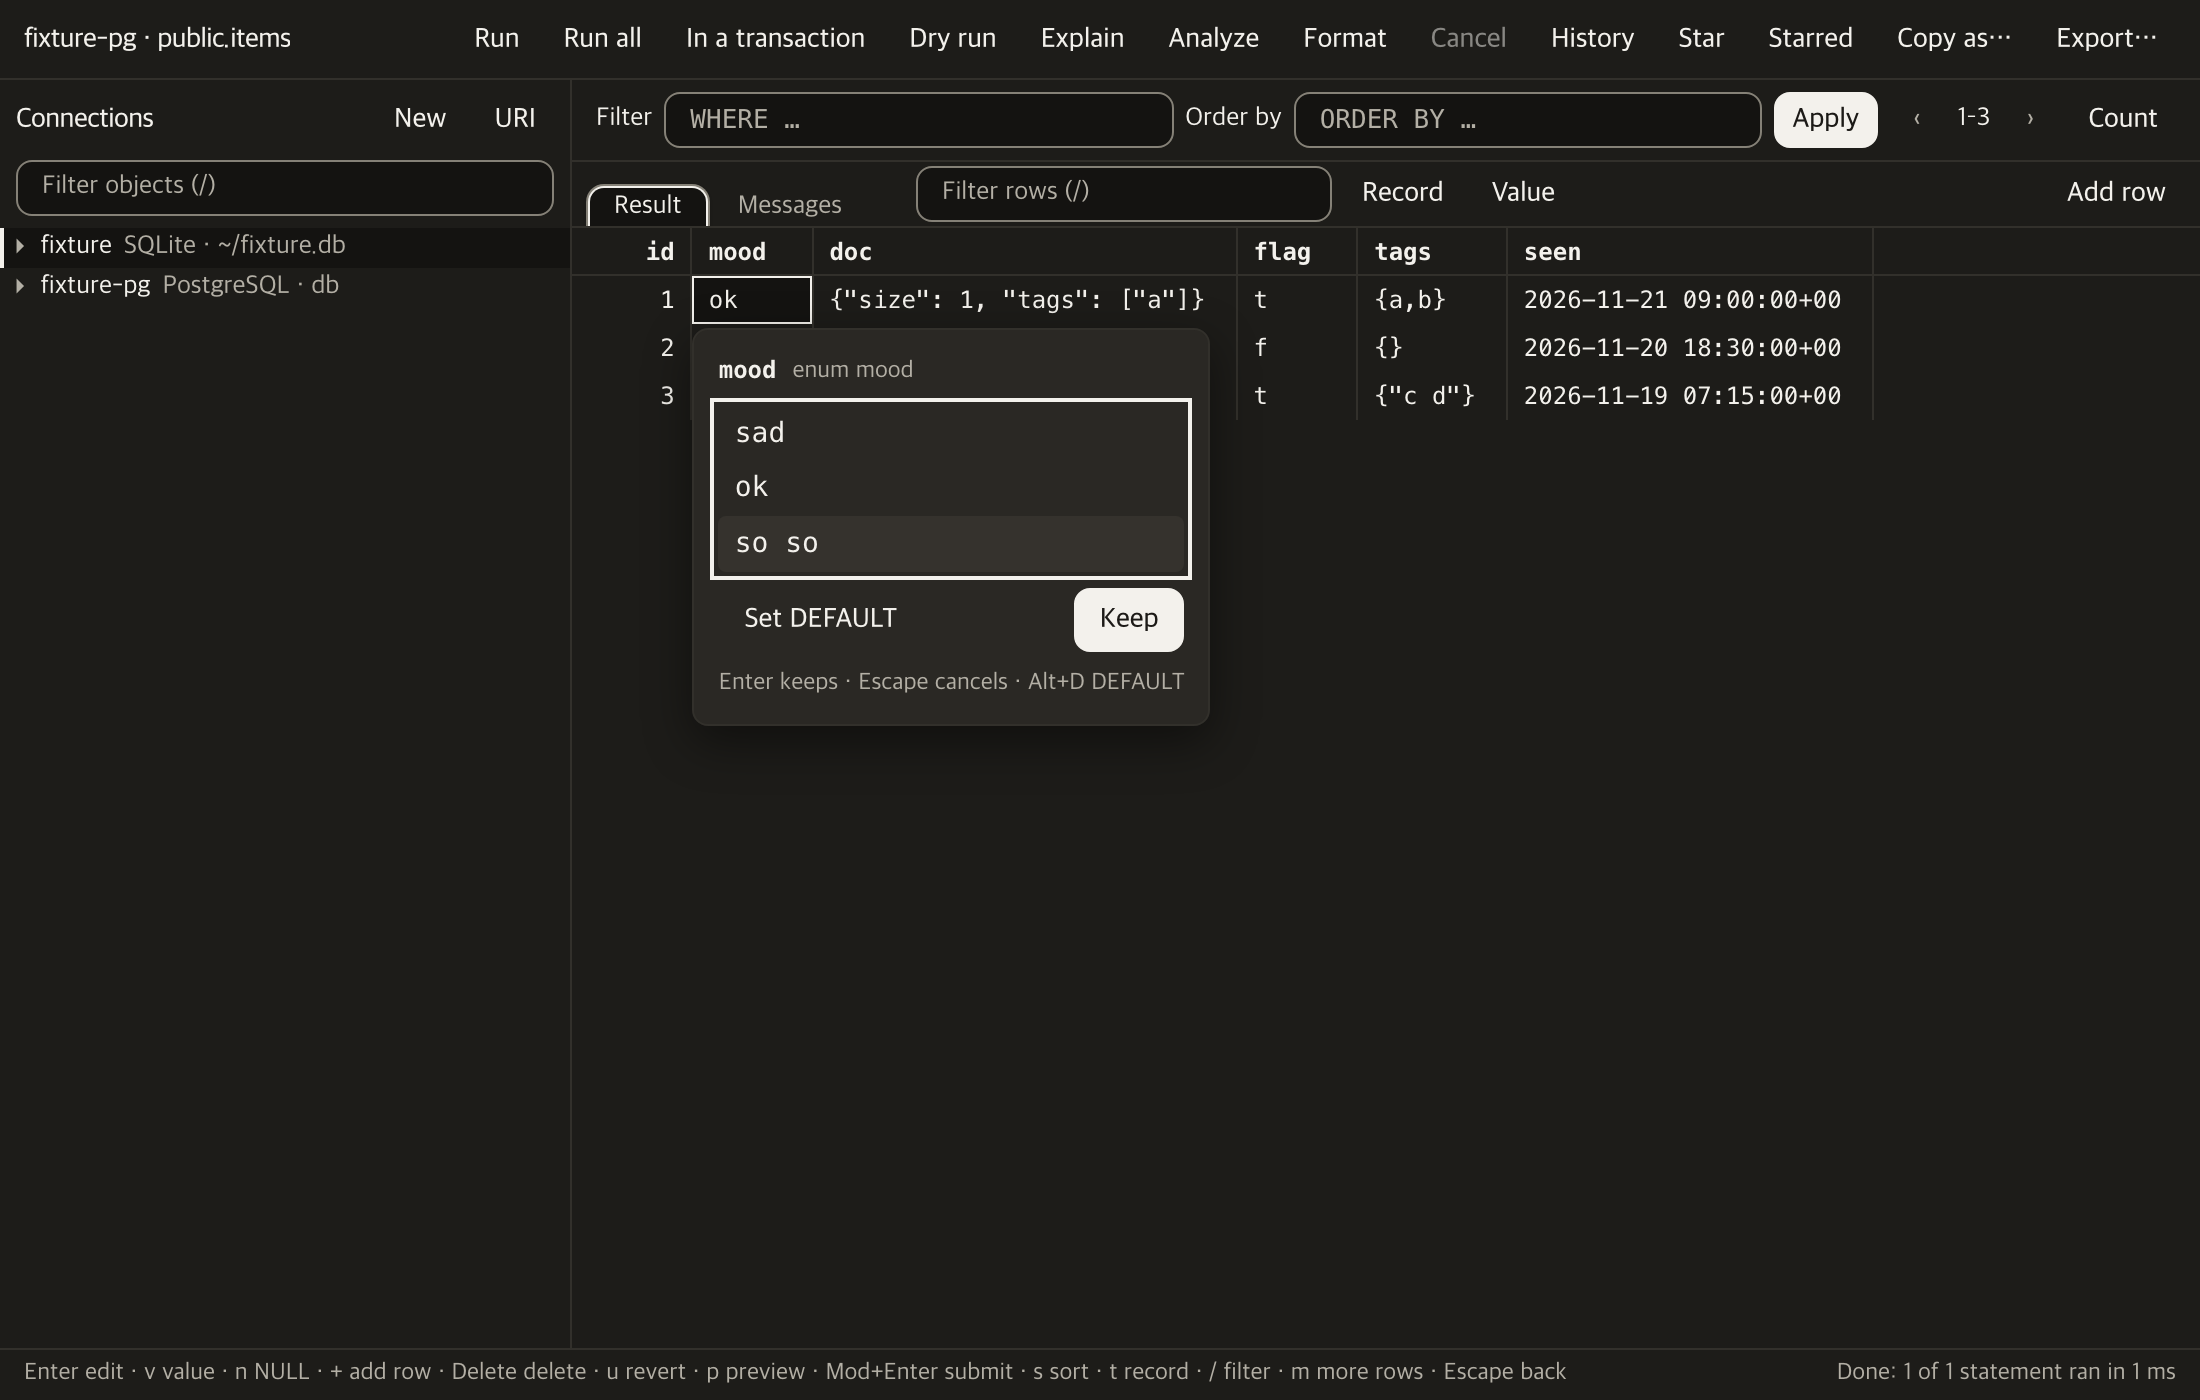 fixture-pg · public.items Run Run all In a transaction Dry run Explain Analyze Format Cancel History Star Starred Copy as··· Export···
Connections New URI
Filter WHERE … Order by ORDER BY … Apply ‹ 1-3 › Count
Filter objects (/)
Result Messages Filter rows (/) Record Value Add row
fixture SQLite · ~/fixture.db
fixture-pg PostgreSQL · db
id mood doc flag tags seen
1 ok {"size": 1, "tags": ["a"]} t {a,b} 2026-11-21 09:00:00+00
2 f {} 2026-11-20 18:30:00+00
3 t {"c d"} 2026-11-19 07:15:00+00
mood enum mood
sad
ok
so so
Set DEFAULT Keep
Enter keeps · Escape cancels · Alt+D DEFAULT
Enter edit · v value · n NULL · + add row · Delete delete · u revert · p preview · Mod+Enter submit · s sort · t record · / filter · m more rows · Escape back
Done: 1 of 1 statement ran in 1 ms